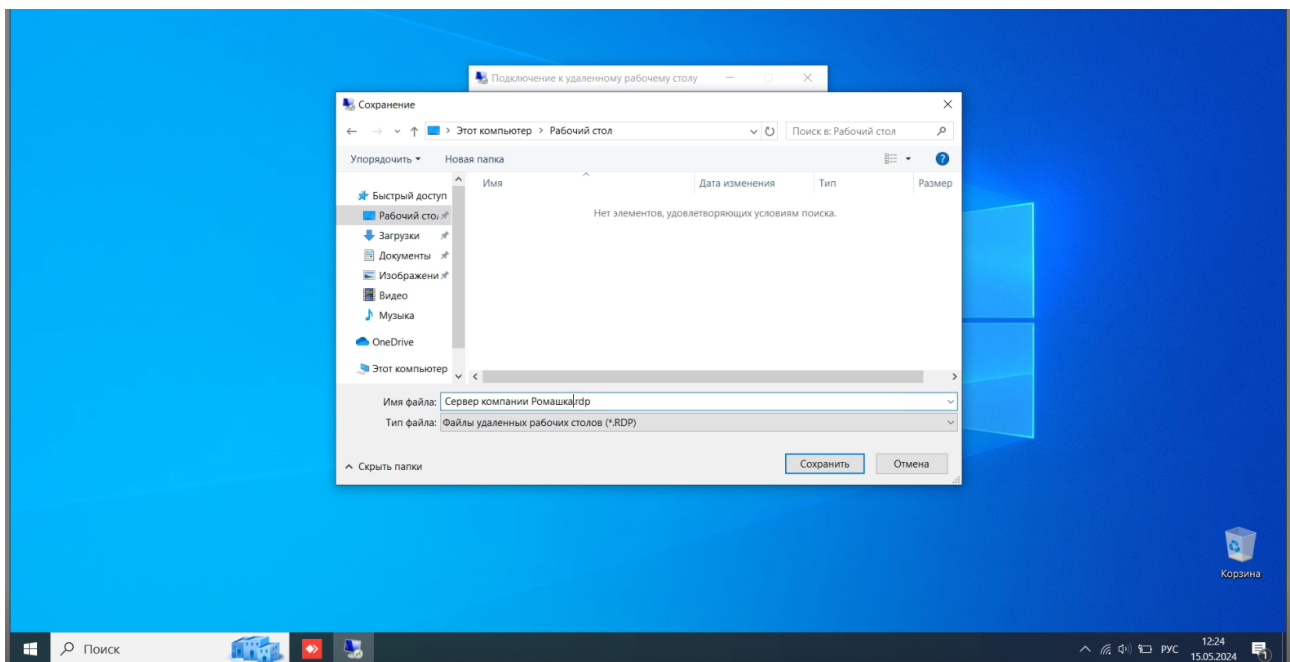 Подключение к удаленному рабочему столу
Сохранение
Этот компьютер > Рабочий стол
Поиск в: Рабочий стол
Упорядочить
Новая папка
Имя
Дата изменения
Тип
Размер
Нет элементов, удовлетворяющих условиям поиска.
Быстрый доступ
Рабочий сто
Загрузки
Документы
Изображени
Видео
Музыка
OneDrive
Этот компьютер
Имя файла: Сервер компании Ромашка.rdp
Тип файла: Файлы удаленных рабочих столов (*.RDP)
Скрыть папки
Сохранить
Отмена
Корзина
Поиск
РУС
12:24
15.05.2024
1